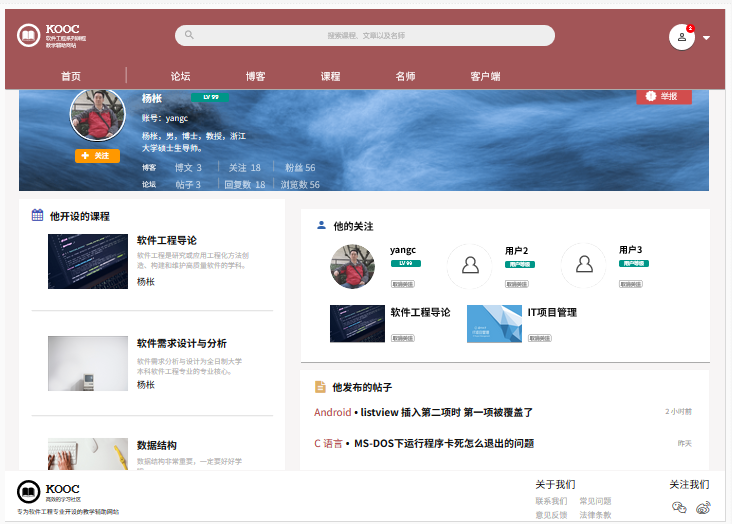 KOOC
软件工程系列课程
教学辅助网站
搜索课程、文章以及名师
2
首页
论坛
博客
课程
名师
客户端
杨枨
LV 99
账号：yangc
举报
杨枨，男，博士，教授，浙江
大学硕士生导师。
关注
博客 博文 3 关注 18 粉丝 56
论坛 帖子 3 回复数 18 浏览数 56
他开设的课程
软件工程导论
软件工程是研究或应用工程化方法创
造、构建和维护高质量软件的学科。
杨枨
软件需求设计与分析
软件需求分析与设计为全日制大学
本科软件工程专业的专业核心。
杨枨
数据结构
数据结构非常重要，一定要好好学
他的关注
yangc
LV 99
取消关注
用户2
用户等级
取消关注
用户3
用户等级
取消关注
软件工程导论
取消关注
IT项目管理
取消关注
他发布的帖子
Android • listview 插入第二项时 第一项被覆盖了
2 小时前
C 语言 • MS-DOS下运行程序卡死怎么退出的问题
昨天
KOOC
高效的学习社区
专为软件工程专业开设的教学辅助网站
关于我们
联系我们 常见问题
意见反馈 法律条款
关注我们